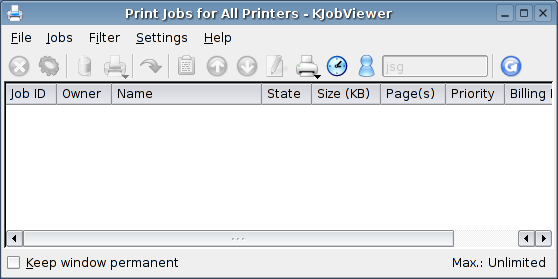 Print Jobs for All Printers - KJobViewer
File Jobs Filter Settings Help
jsg
Job ID Owner Name State Size (KB) Page(s) Priority Billing
Keep window permanent Max.: Unlimited